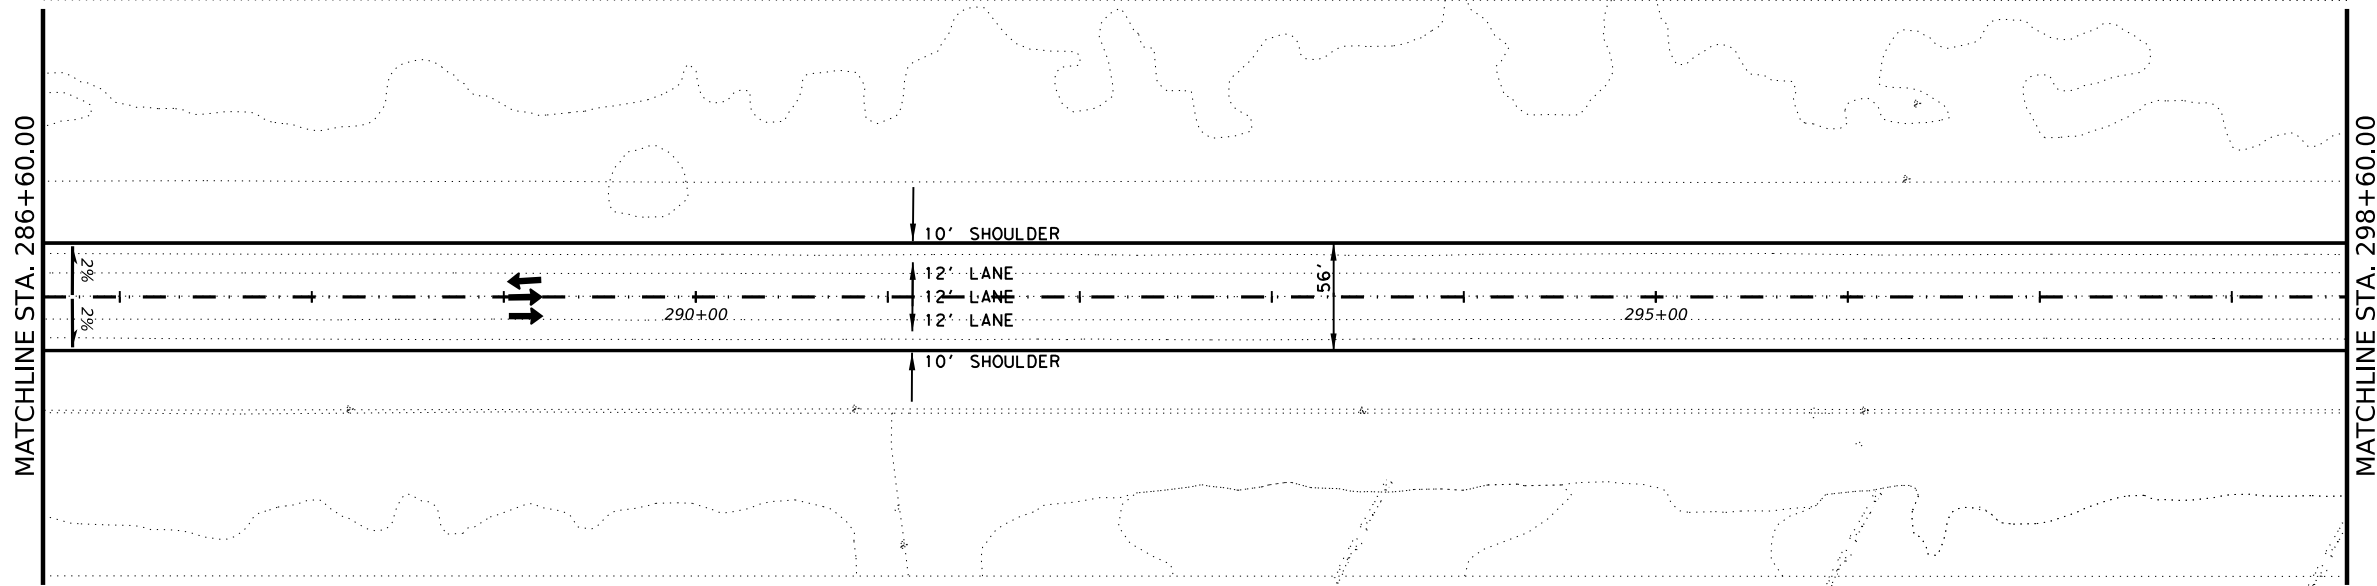 MATCHLINE STA. 286+60.00
2%
2%
10' SHOULDER
12' LANE
12' LANE
12' LANE
10' SHOULDER
290+00
56'
295+00
MATCHLINE STA. 298+60.00